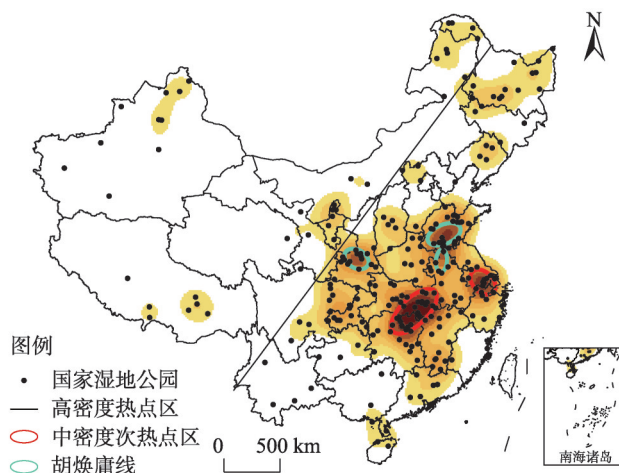 N
图例
国家湿地公园
高密度热点区
中密度次热点区
胡焕庸线
0 500 km
南海诸岛